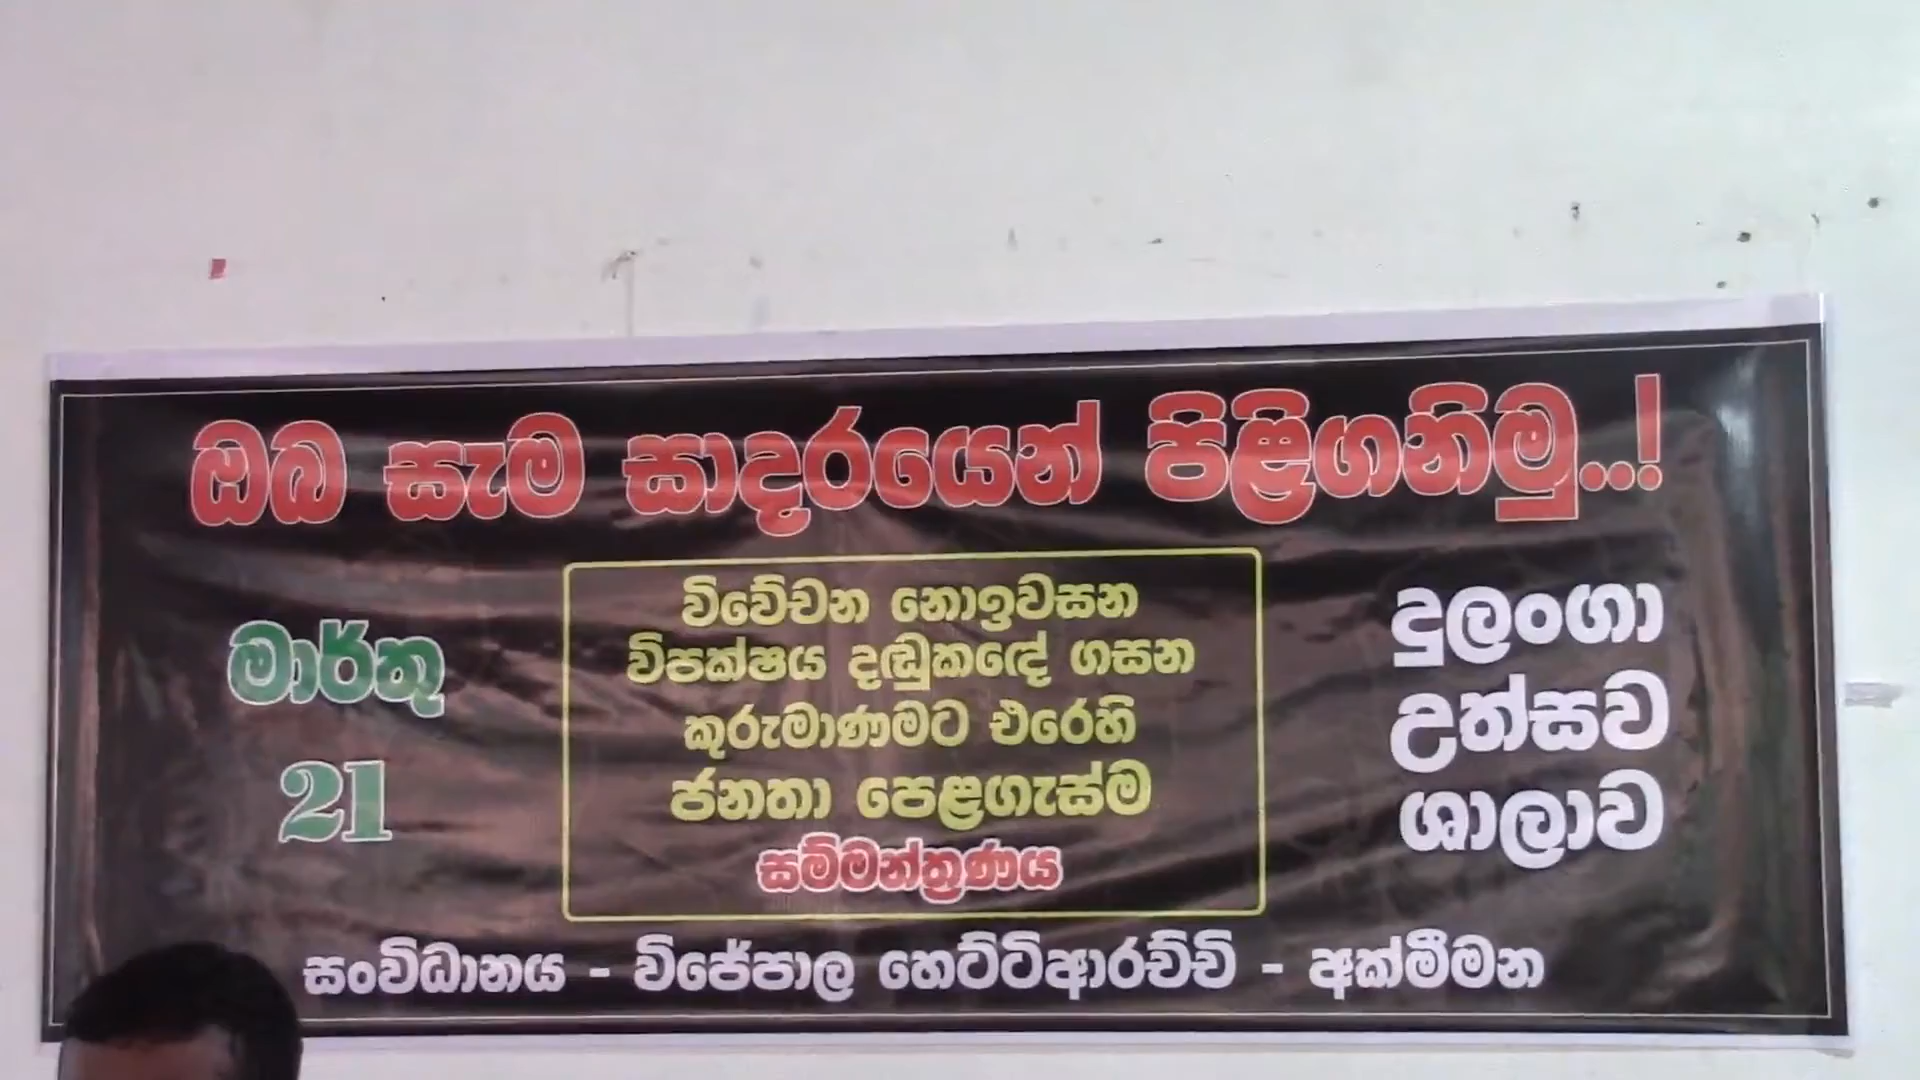 ඔබ සැම සාදරයෙන් පිළිගනිමු..!
මාර්තු
21
විවේචන නොඉවසන
විපක්ෂය දඬුකඳේ ගසන
කුරුමාණමට එරෙහි
ජනතා පෙළගැස්ම
සම්මන්ත්‍රණය
දුලංගා
උත්සව
ශාලාව
සංවිධානය - විජේපාල හෙට්ටිආරච්චි - අක්මීමන